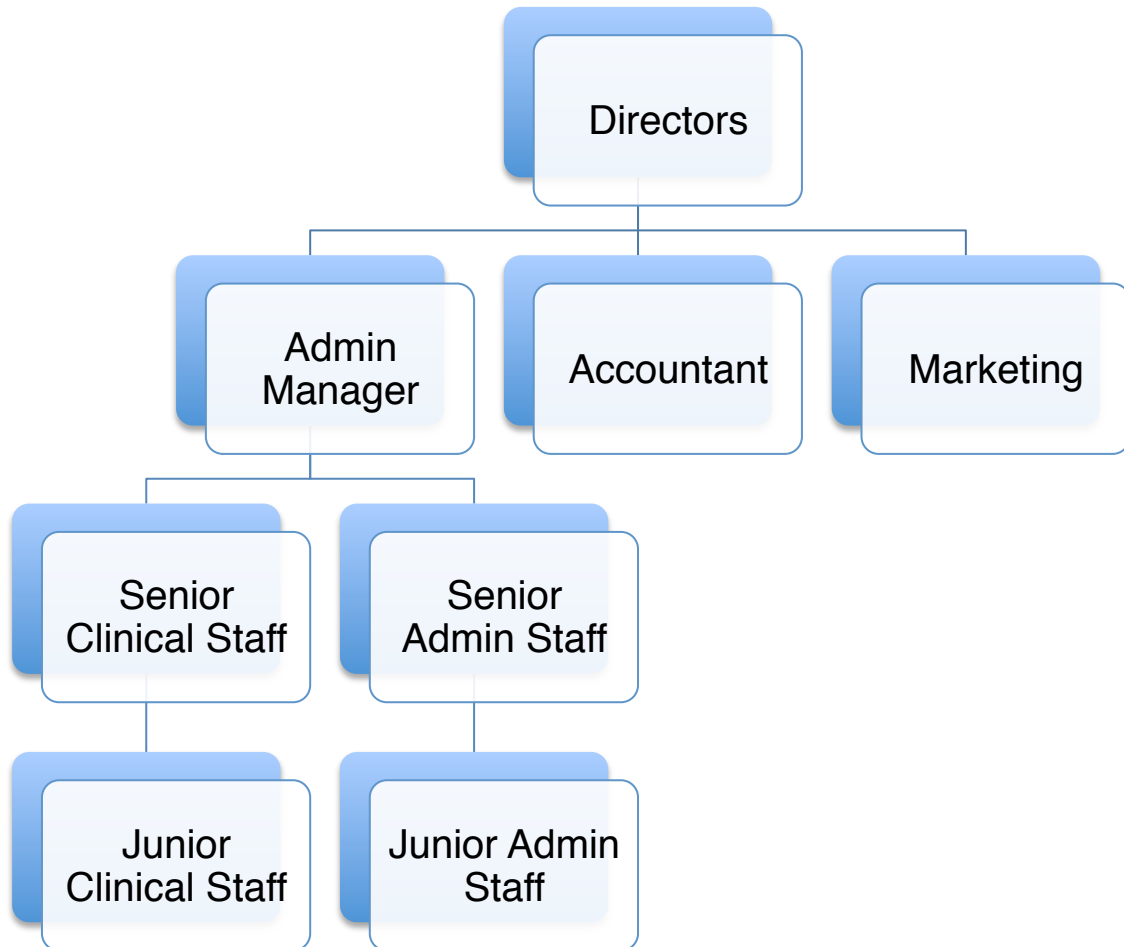 Directors
Admin
Manager
Accountant
Marketing
Senior
Clinical Staff
Senior
Admin Staff
Junior
Clinical Staff
Junior Admin
Staff